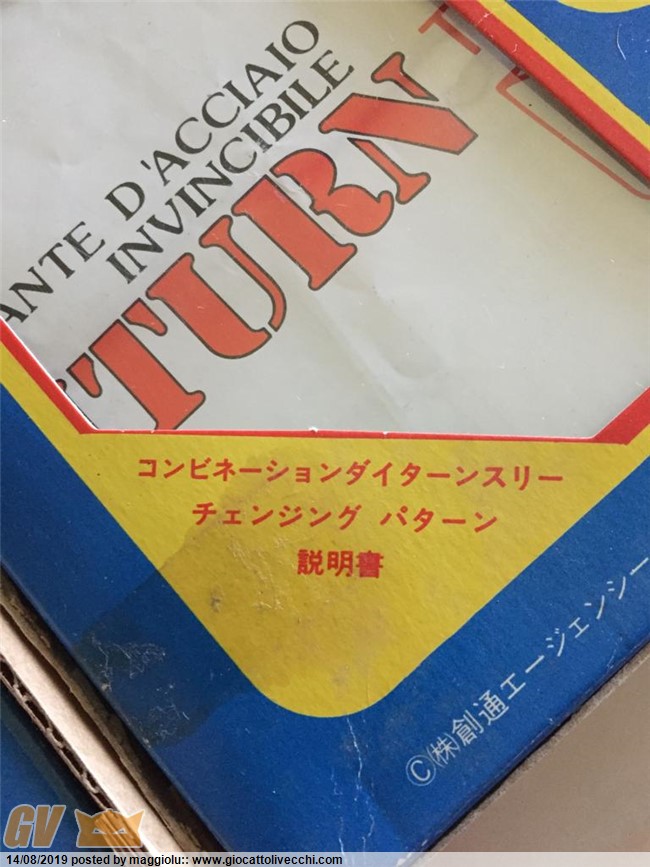 ANTE D'ACCIAIO
INVINCIBILE
'TURN
コンビネーションダイターンスリー
チェンジング パターン
説明書
©㈱創通エージェンシー
GV
14/08/2019 posted by maggiolu:: www.giocattolivecchi.com